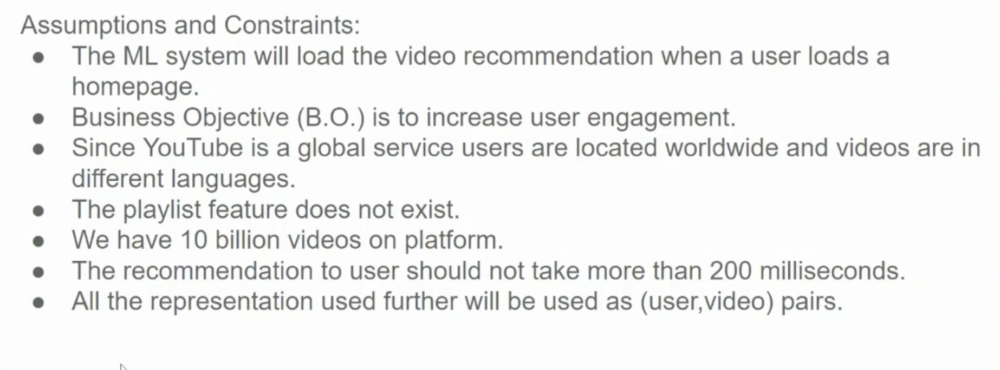 Assumptions and Constraints:
● The ML system will load the video recommendation when a user loads a
homepage.
● Business Objective (B.O.) is to increase user engagement.
● Since YouTube is a global service users are located worldwide and videos are in
different languages.
● The playlist feature does not exist.
● We have 10 billion videos on platform.
● The recommendation to user should not take more than 200 milliseconds.
● All the representation used further will be used as (user,video) pairs.